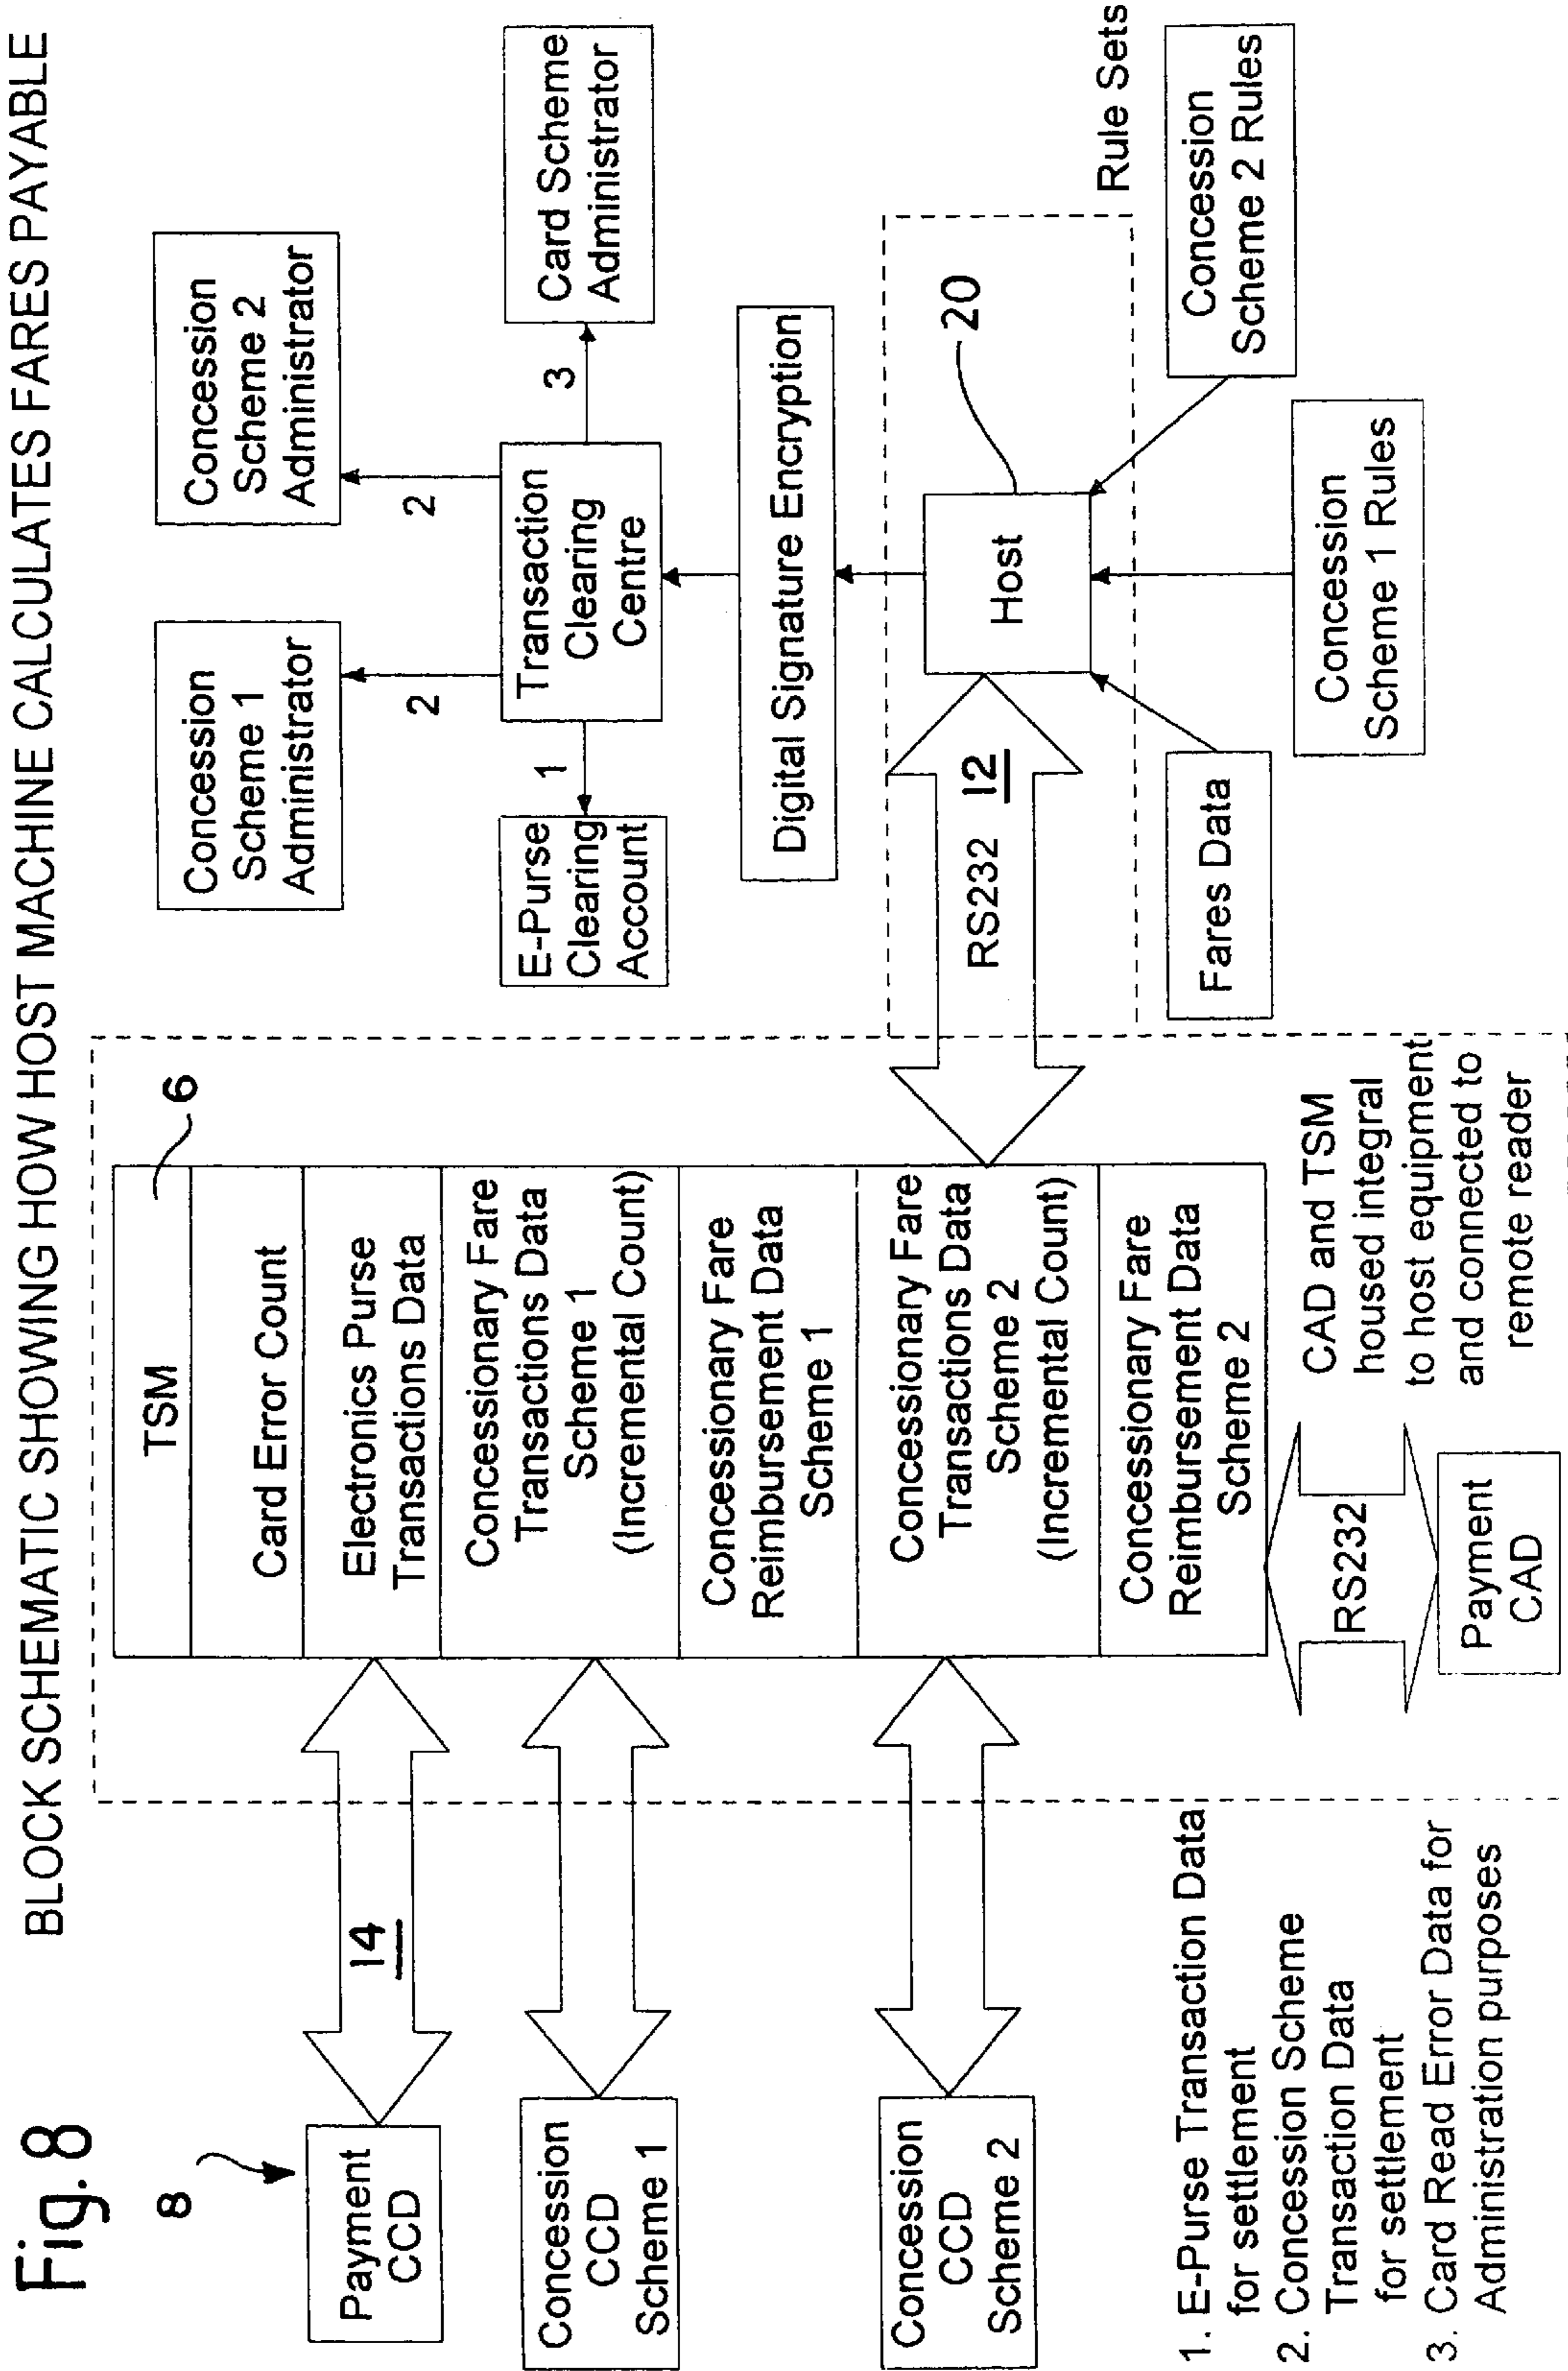 Fig.8
BLOCK SCHEMATIC SHOWING HOW HOST MACHINE CALCULATES FARES PAYABLE
8
Payment
CCD
14
Concession
CCD
Scheme 1
Concession
CCD
Scheme 2
1. E-Purse Transaction Data
for settlement
2. Concession Scheme
Transaction Data
for settlement
3. Card Read Error Data for
Administration purposes
TSM
6
Card Error Count
Electronics Purse
Transactions Data
Concessionary Fare
Transactions Data
Scheme 1
(Incremental Count)
Concessionary Fare
Reimbursement Data
Scheme 1
Concessionary Fare
Transactions Data
Scheme 2
(Incremental Count)
Concessionary Fare
Reimbursement Data
Scheme 2
RS232
Payment
CAD
CAD and TSM
housed integral
to host equipment
and connected to
remote reader
Concession
Scheme 1
Administrator
Concession
Scheme 2
Administrator
2
2
E-Purse
Clearing
Account
1
Transaction
Clearing
Centre
3
Card Scheme
Administrator
Digital Signature Encryption
RS232
12
Host
20
Rule Sets
Fares Data
Concession
Scheme 1 Rules
Concession
Scheme 2 Rules